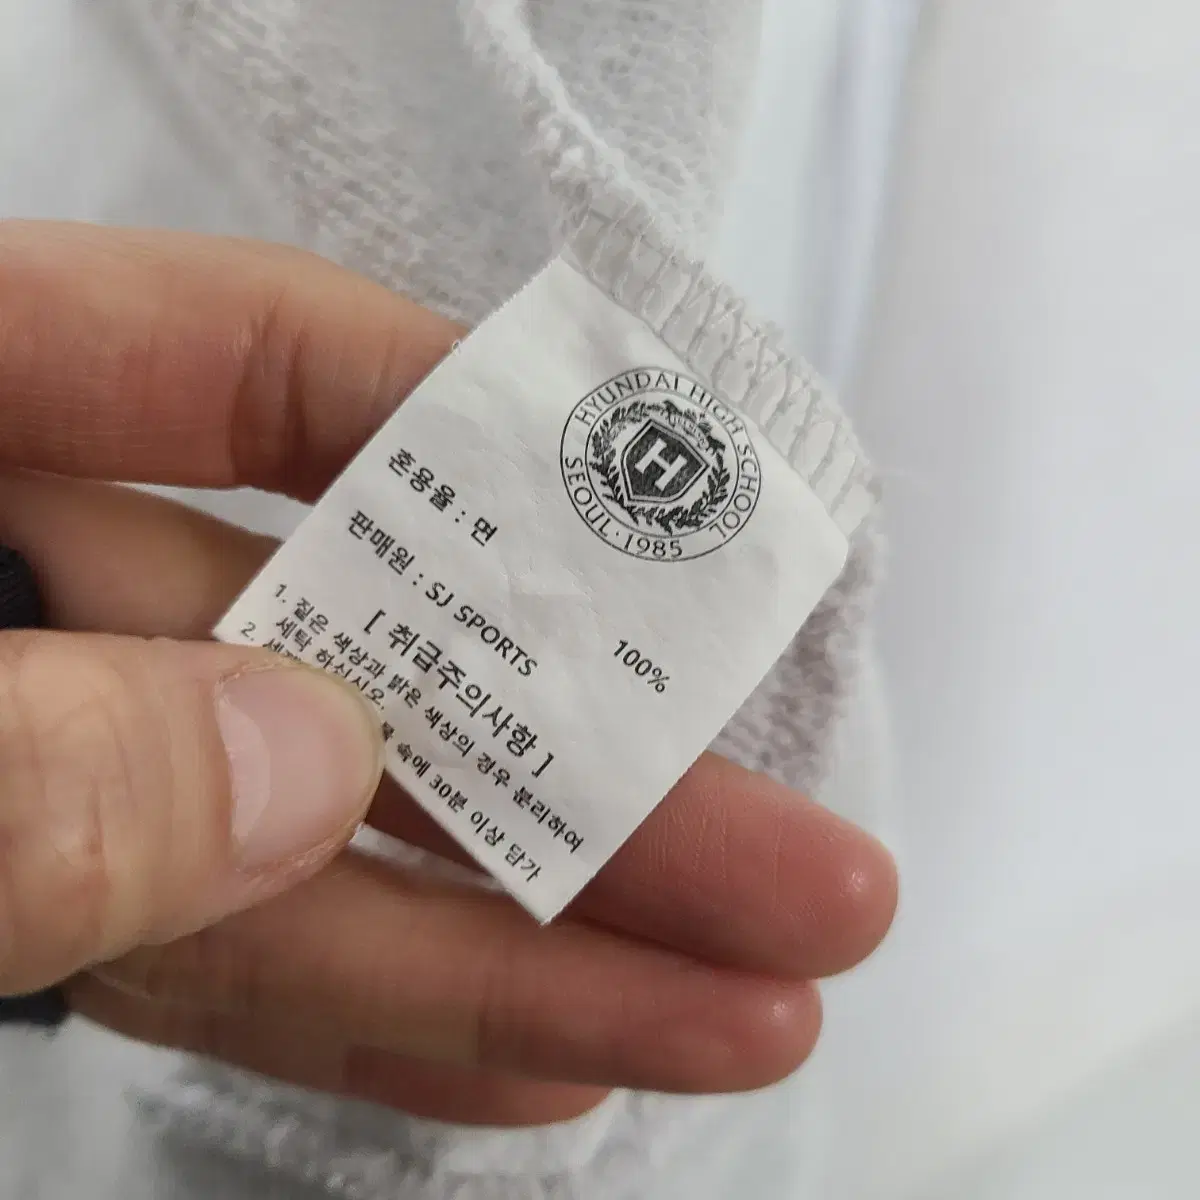 HYUNDAI HIGH SCHOOL
SEOUL · 1985
H
혼용율 : 면 100%
판매원 : SJ SPORTS
[ 취급주의사항 ]
1. 짙은 색상과 밝은 색상의 경우 분리하여
세탁 하십시오.
2. 속에 30분 이상 담가